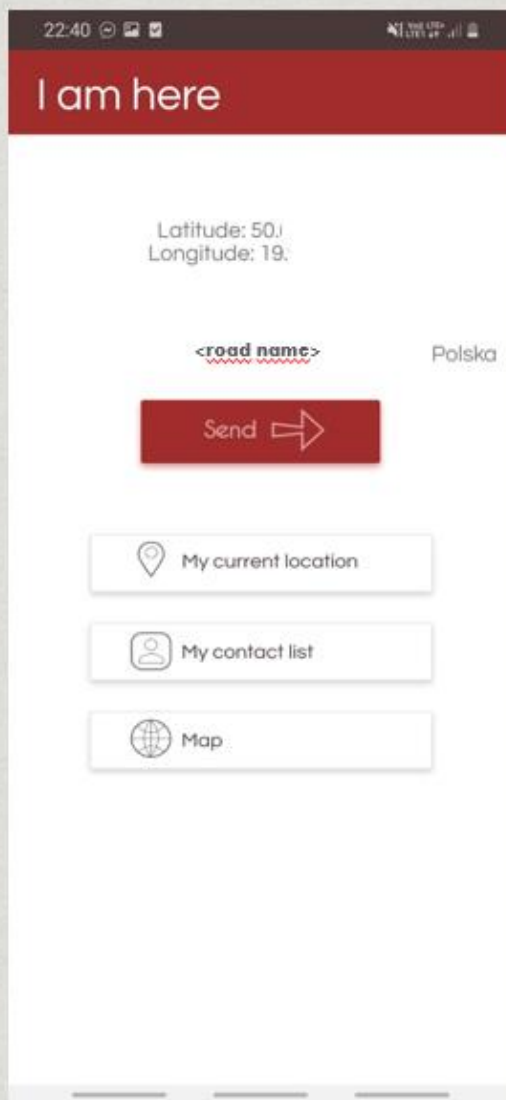 22:40
I am here
Latitude: 50.
Longitude: 19.
<road name> Polska
Send
My current location
My contact list
Map